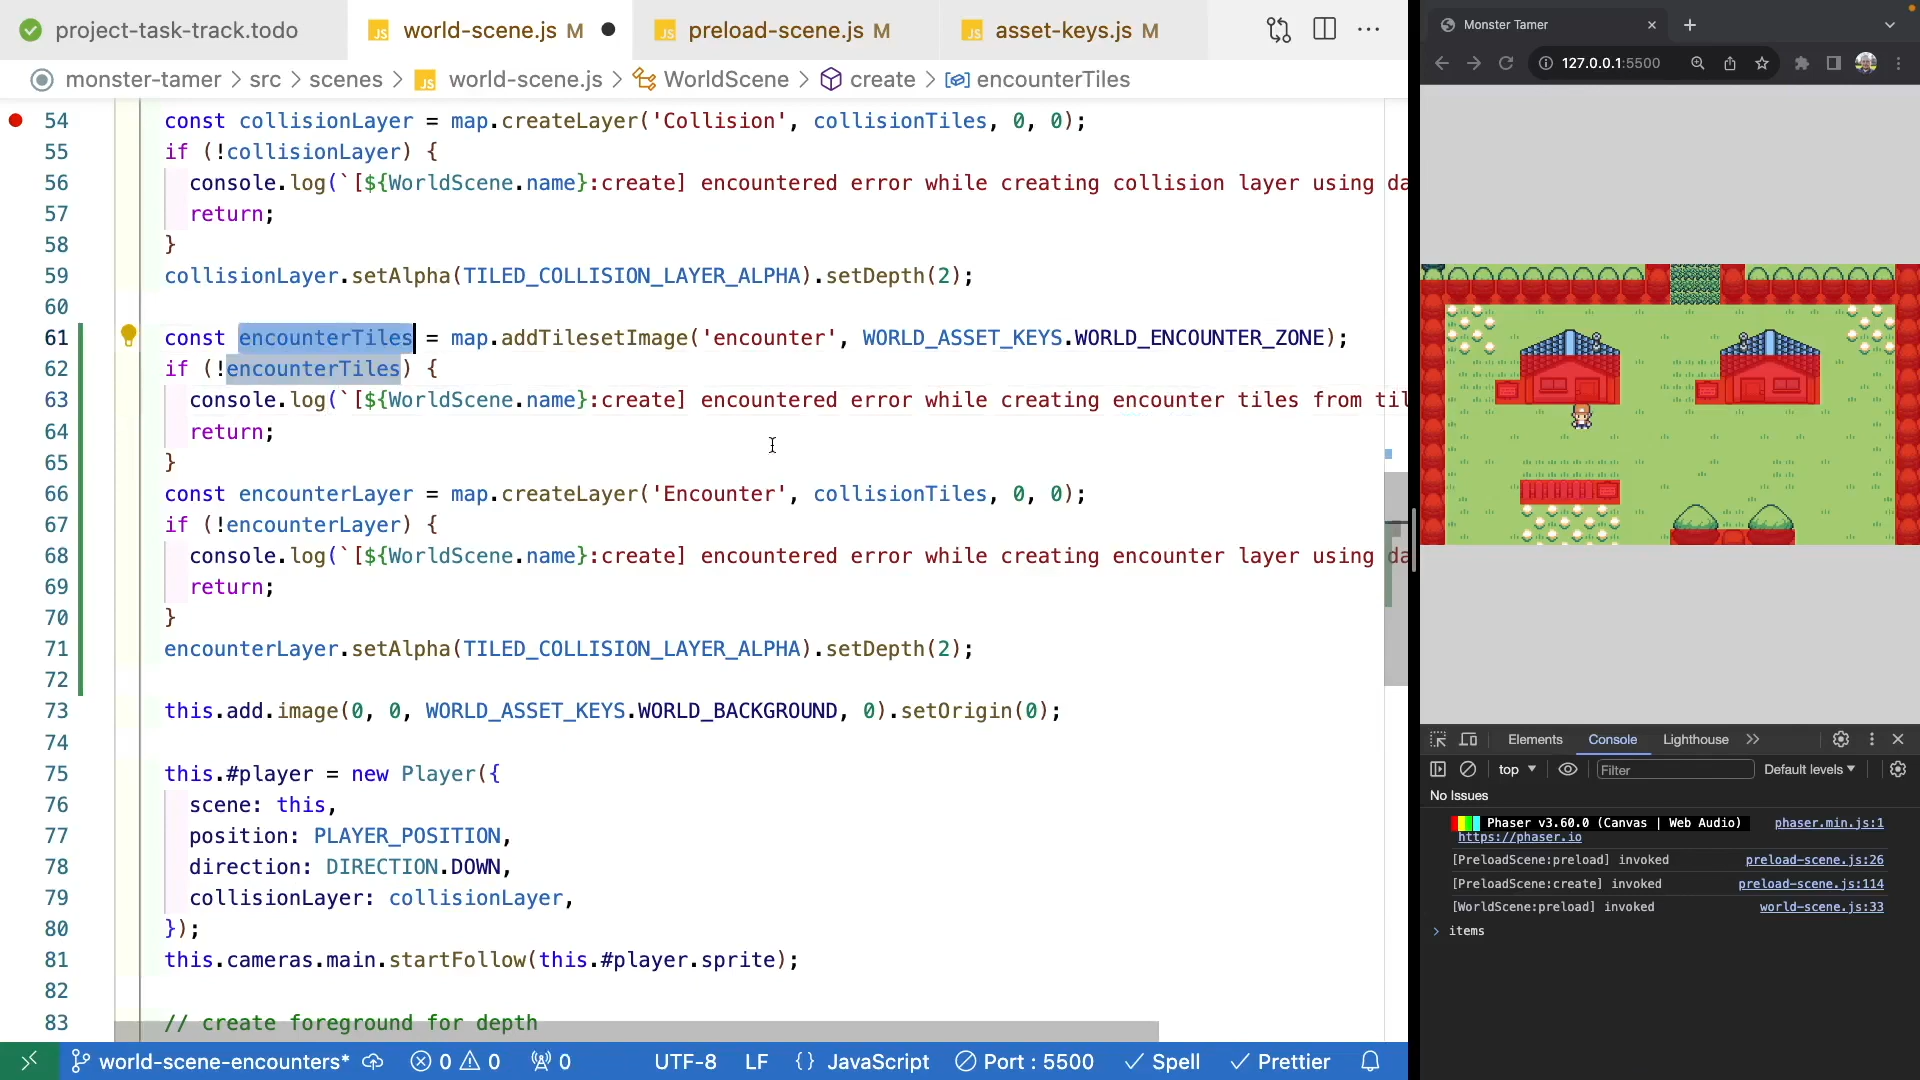 project-task-track.todo
JS world-scene.js M
JS preload-scene.js M
JS asset-keys.js M
monster-tamer > src > scenes > JS world-scene.js > WorldScene > create > encounterTiles
54 const collisionLayer = map.createLayer('Collision', collisionTiles, 0, 0);
55 if (!collisionLayer) {
56 console.log(`[${WorldScene.name}:create] encountered error while creating collision layer using da
57 return;
58 }
59 collisionLayer.setAlpha(TILED_COLLISION_LAYER_ALPHA).setDepth(2);
60
61 const encounterTiles = map.addTilesetImage('encounter', WORLD_ASSET_KEYS.WORLD_ENCOUNTER_ZONE);
62 if (!encounterTiles) {
63 console.log(`[${WorldScene.name}:create] encountered error while creating encounter tiles from til
64 return;
65 }
66 const encounterLayer = map.createLayer('Encounter', collisionTiles, 0, 0);
67 if (!encounterLayer) {
68 console.log(`[${WorldScene.name}:create] encountered error while creating encounter layer using da
69 return;
70 }
71 encounterLayer.setAlpha(TILED_COLLISION_LAYER_ALPHA).setDepth(2);
72
73 this.add.image(0, 0, WORLD_ASSET_KEYS.WORLD_BACKGROUND, 0).setOrigin(0);
74
75 this.#player = new Player({
76 scene: this,
77 position: PLAYER_POSITION,
78 direction: DIRECTION.DOWN,
79 collisionLayer: collisionLayer,
80 });
81 this.cameras.main.startFollow(this.#player.sprite);
82
83 // create foreground for depth
world-scene-encounters* 0 0 0 UTF-8 LF {} JavaScript Port : 5500 Spell Prettier
Monster Tamer
127.0.0.1:5500
Elements Console Lighthouse
top Filter Default levels
No Issues
Phaser v3.60.0 (Canvas | Web Audio) phaser.min.js:1
https://phaser.io
[PreloadScene:preload] invoked preload-scene.js:26
[PreloadScene:create] invoked preload-scene.js:114
[WorldScene:preload] invoked world-scene.js:33
> items